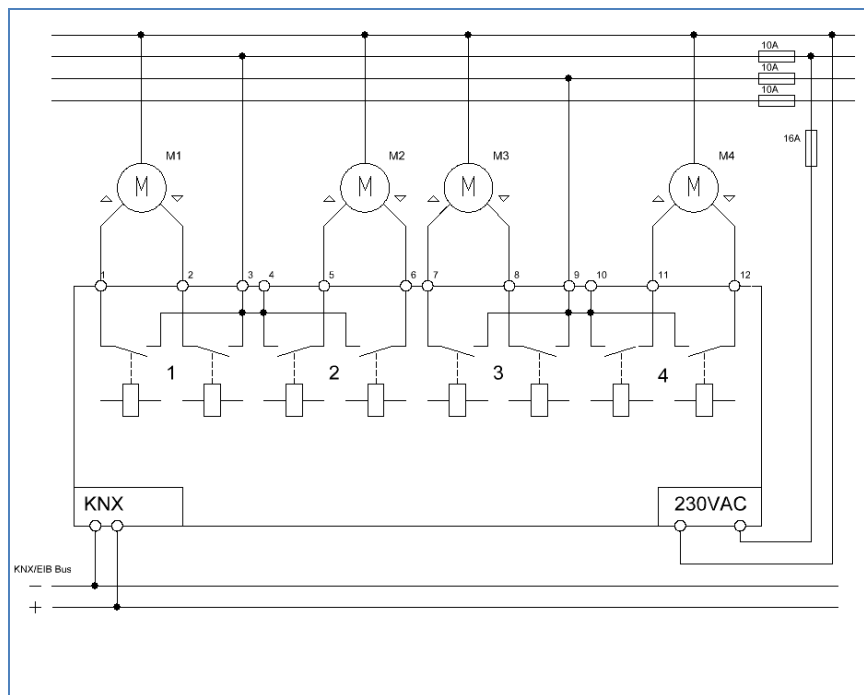 10A
10A
10A
16A
M1 M2 M3 M4
M M M M
1 2 3 4 5 6 7 8 9 10 11 12
1 2 3 4
KNX 230VAC
KNX/EIB Bus
−
+